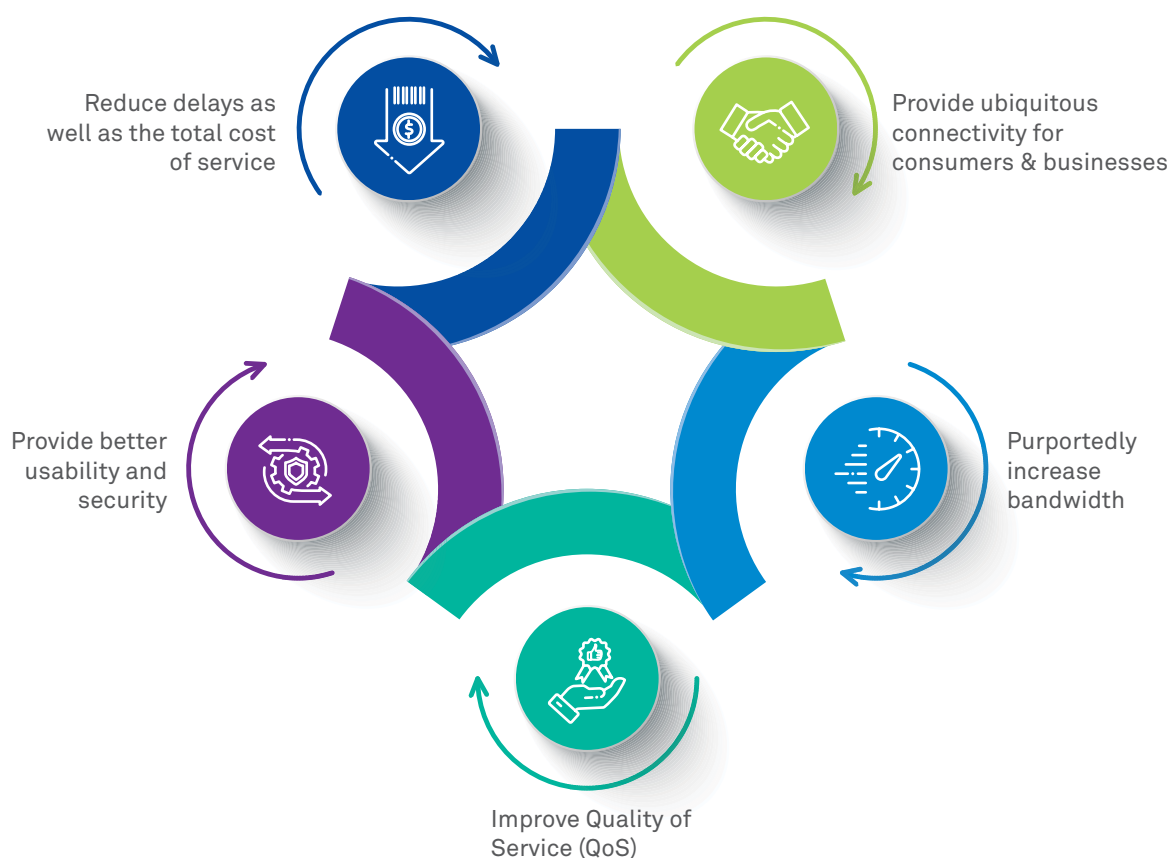 Reduce delays as
well as the total cost
of service
Provide ubiquitous
connectivity for
consumers & businesses
Provide better
usability and
security
Purportedly
increase
bandwidth
Improve Quality of
Service (QoS)
$